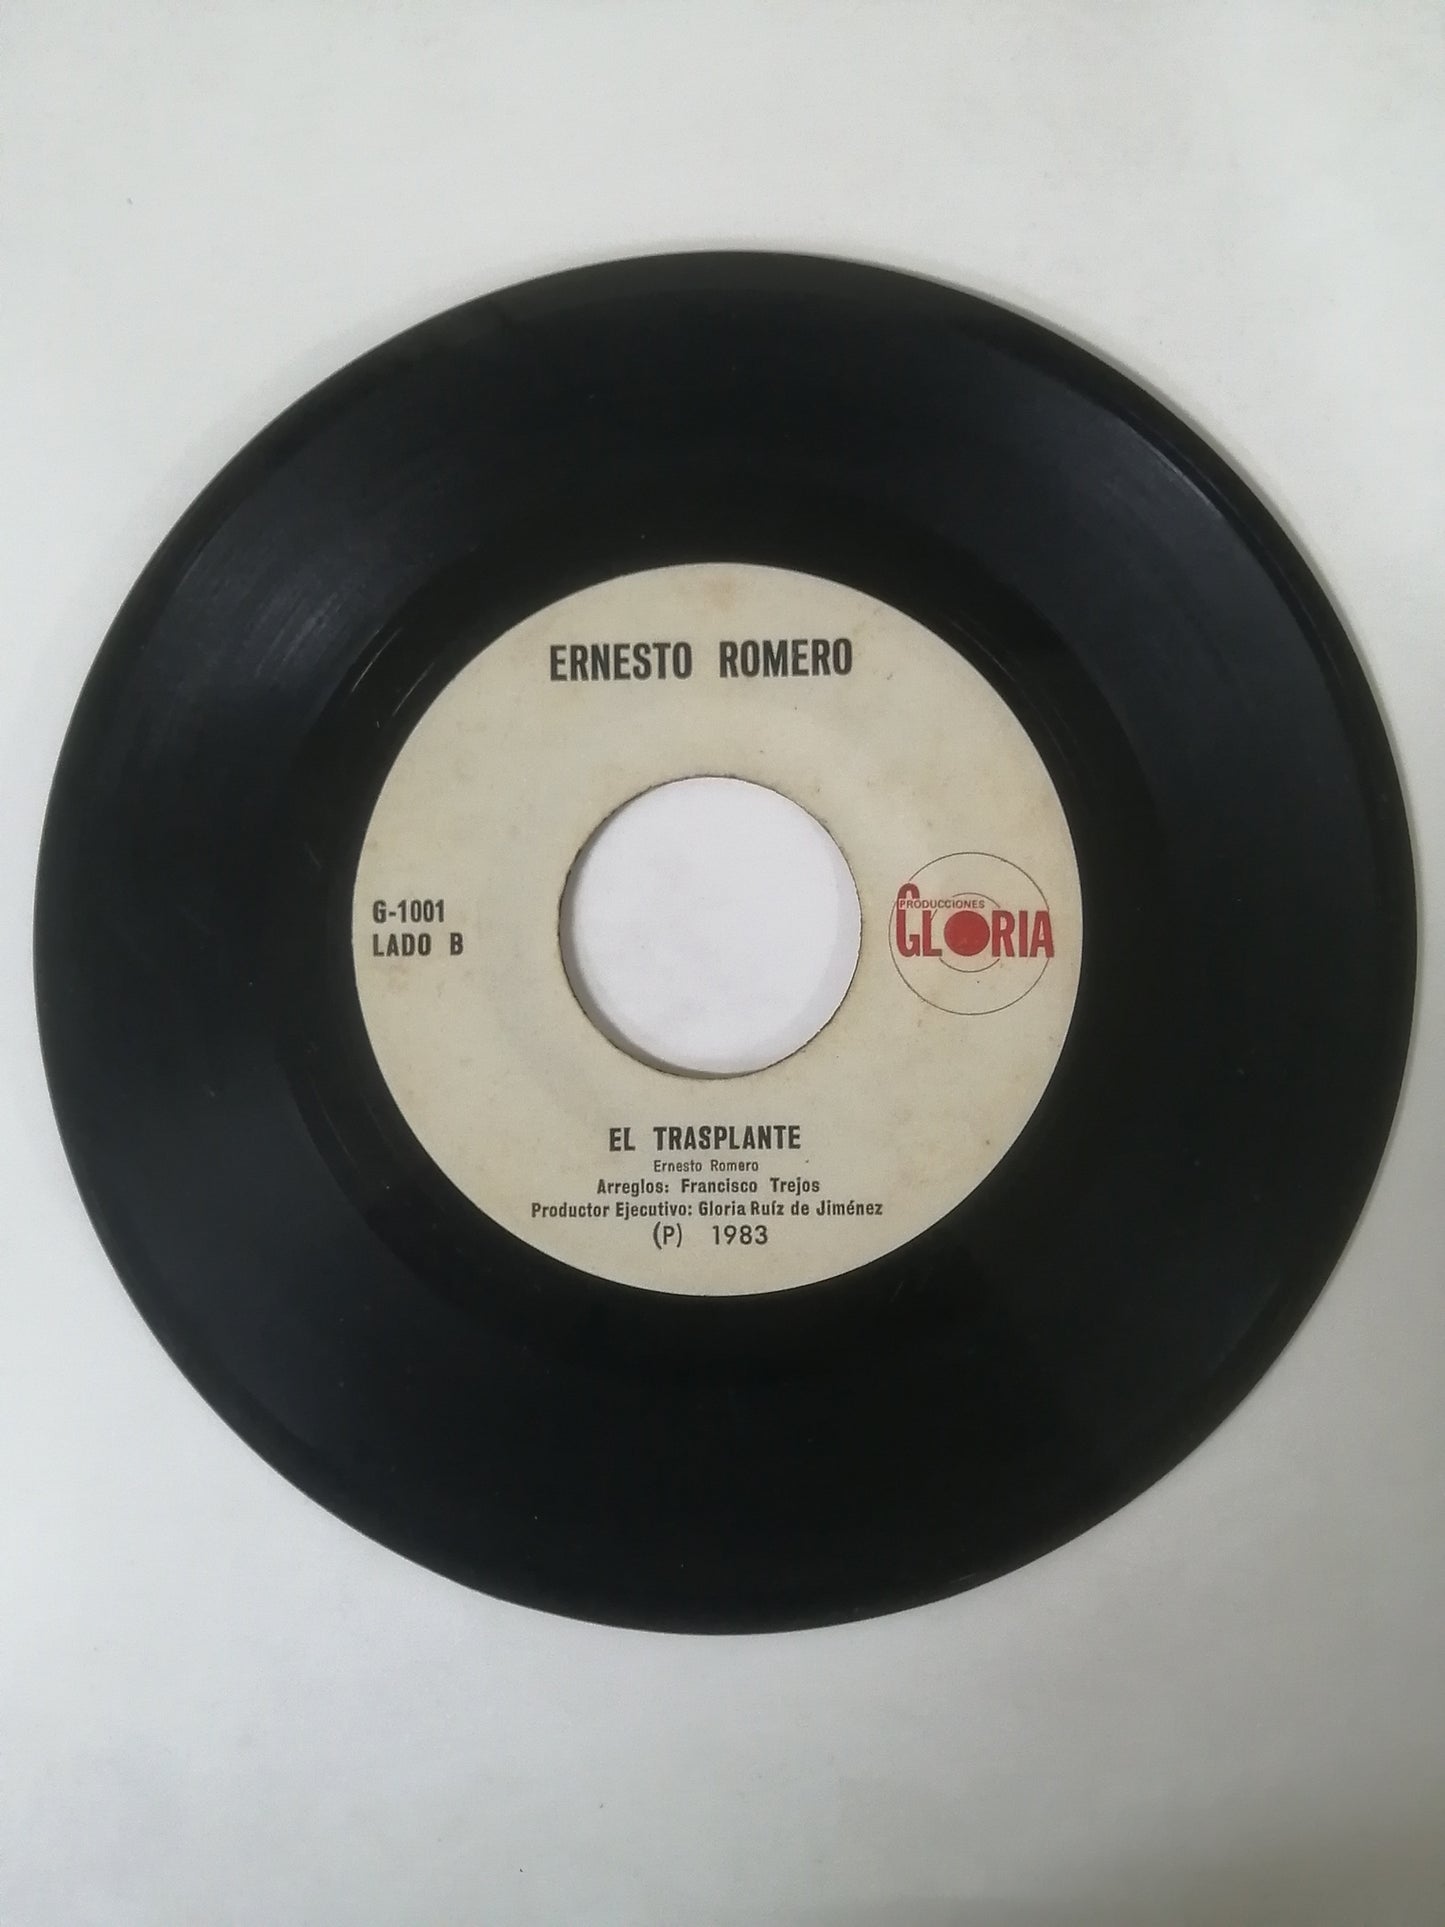 ERNESTO ROMERO
G-1001
LADO B
PRODUCCIONES
GLORIA
EL TRASPLANTE
Ernesto Romero
Arreglos: Francisco Trejos
Productor Ejecutivo: Gloria Ruíz de Jiménez
(P) 1983